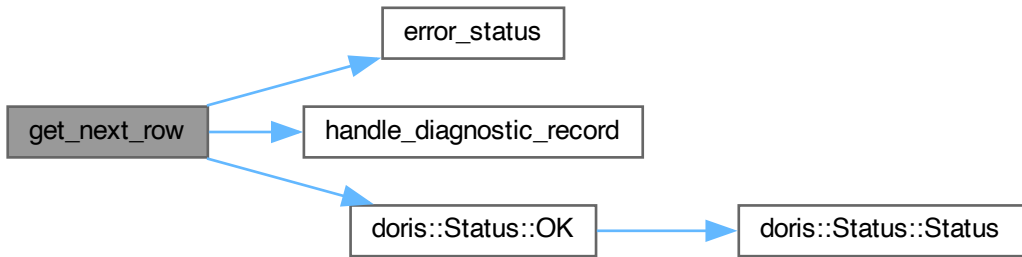 error_status
get_next_row
handle_diagnostic_record
doris::Status::OK
doris::Status::Status